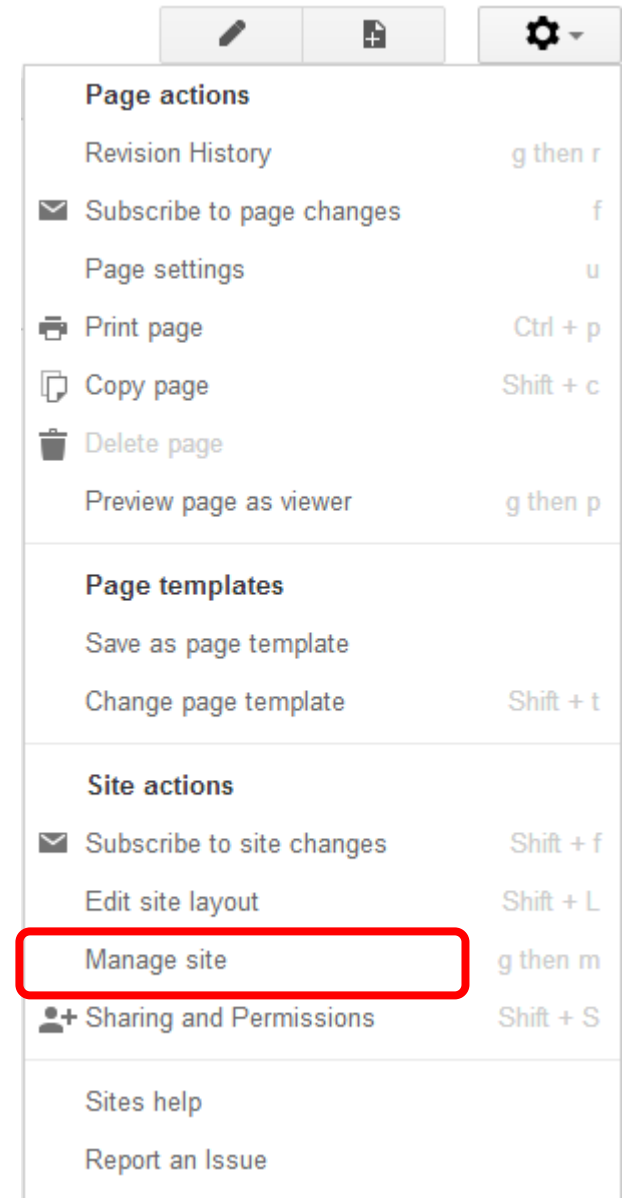 Page actions
Revision History g then r
Subscribe to page changes f
Page settings u
Print page Ctrl + p
Copy page Shift + c
Delete page
Preview page as viewer g then p
Page templates
Save as page template
Change page template Shift + t
Site actions
Subscribe to site changes Shift + f
Edit site layout Shift + L
Manage site g then m
Sharing and Permissions Shift + S
Sites help
Report an Issue